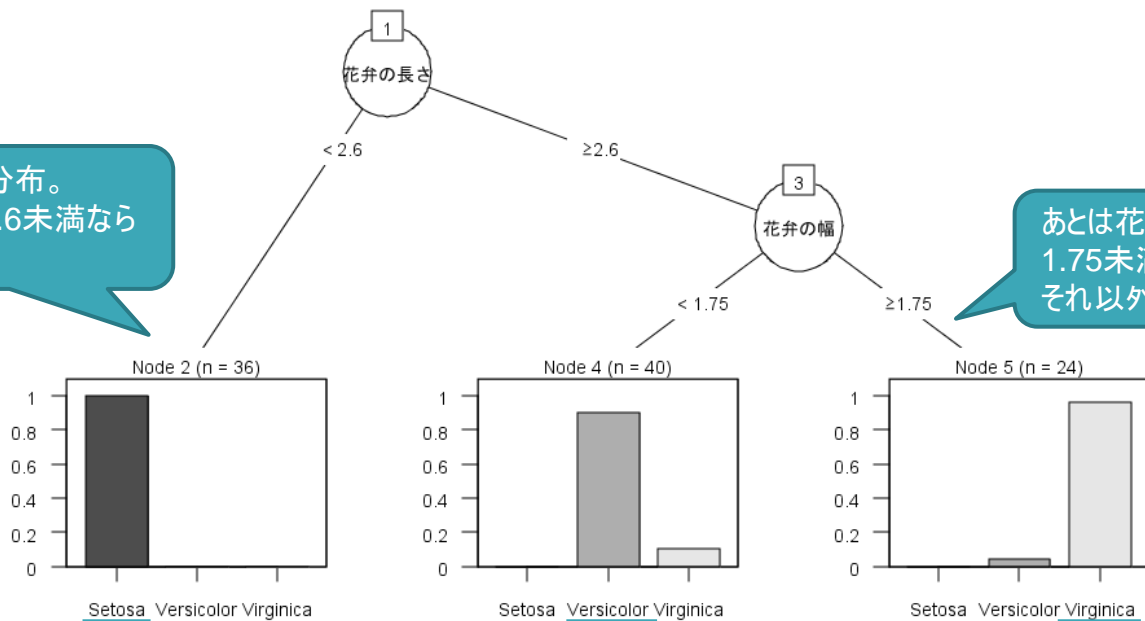 1
花弁の長さ
< 2.6
≥2.6
分布。
.6未満なら
3
花弁の幅
あとは花
1.75未満
それ以外
< 1.75
≥1.75
Node 2 (n = 36)
1
0.8
0.6
0.4
0.2
0
Setosa Versicolor Virginica
Node 4 (n = 40)
1
0.8
0.6
0.4
0.2
0
Setosa Versicolor Virginica
Node 5 (n = 24)
1
0.8
0.6
0.4
0.2
0
Setosa Versicolor Virginica